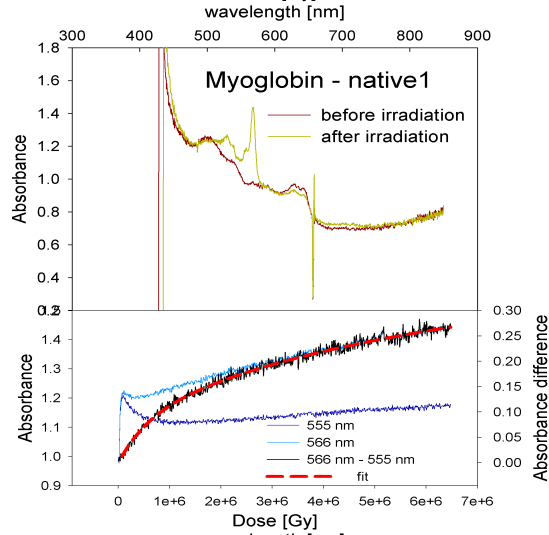 wavelength [nm]
300 400 500 600 700 800 900
1.8
Myoglobin - native1
1.6
before irradiation
1.4
after irradiation
1.2
1.0
0.8
0.6
0.4
Absorbance
0.30
1.4 0.25
1.3 0.20
1.2 0.15
0.10
1.1 555 nm 0.05
566 nm
1.0 566 nm - 555 nm 0.00
0.9 fit
Absorbance
Absorbance difference
0 1e+6 2e+6 3e+6 4e+6 5e+6 6e+6 7e+6
Dose [Gy]